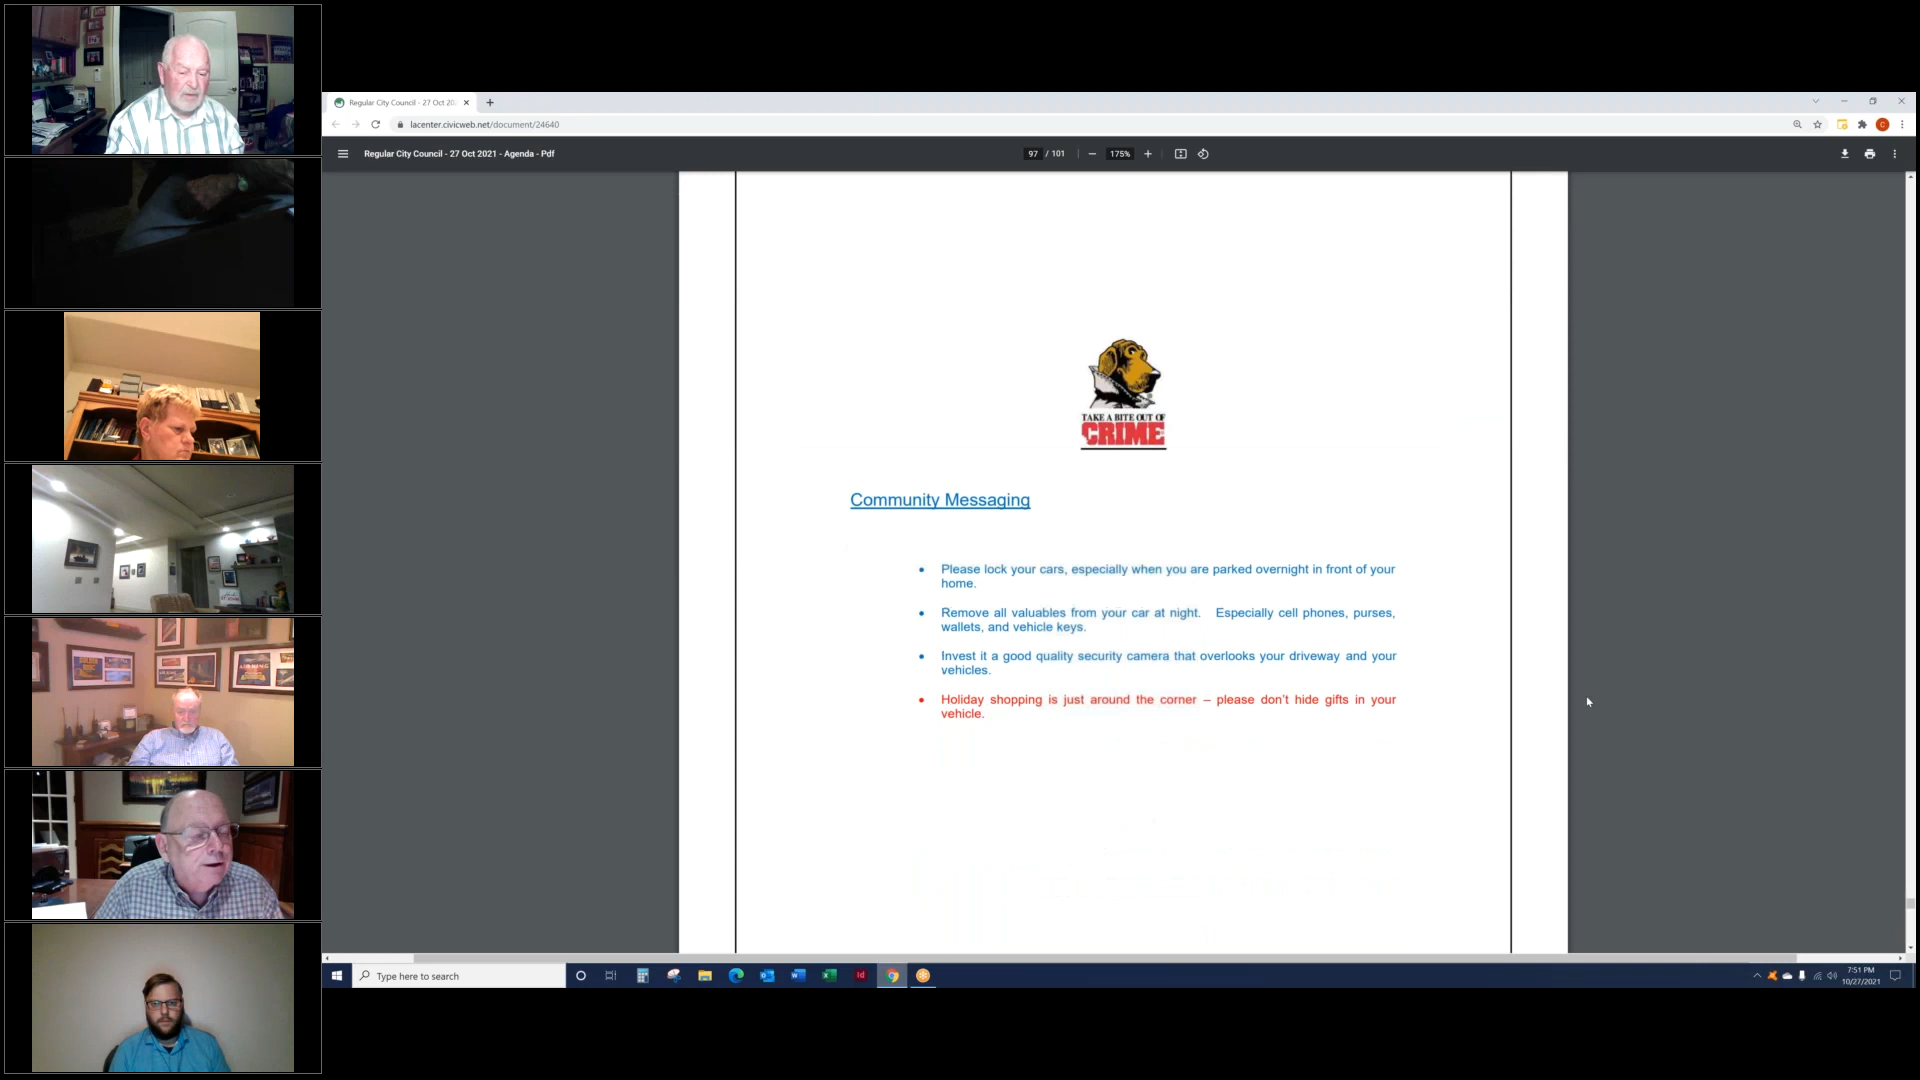 Regular City Council - 27 Oct 20
lacenter.civicweb.net/document/24640
Regular City Council - 27 Oct 2021 - Agenda - Pdf
97 / 101
175%
TAKE A BITE OUT OF
CRIME
Community Messaging
• Please lock your cars, especially when you are parked overnight in front of your
home.
• Remove all valuables from your car at night. Especially cell phones, purses,
wallets, and vehicle keys.
• Invest it a good quality security camera that overlooks your driveway and your
vehicles.
• Holiday shopping is just around the corner – please don't hide gifts in your
vehicle.
Type here to search
7:51 PM
10/27/2021